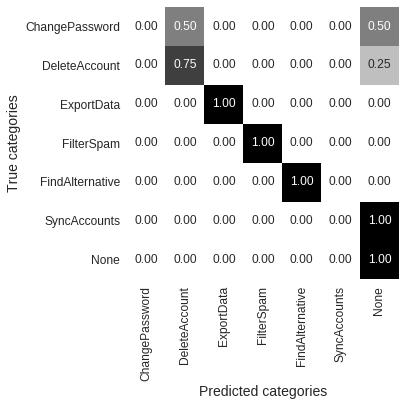 True categories
ChangePassword 0.00 0.50 0.00 0.00 0.00 0.00 0.50
DeleteAccount 0.00 0.75 0.00 0.00 0.00 0.00 0.25
ExportData 0.00 0.00 1.00 0.00 0.00 0.00 0.00
FilterSpam 0.00 0.00 0.00 1.00 0.00 0.00 0.00
FindAlternative 0.00 0.00 0.00 0.00 1.00 0.00 0.00
SyncAccounts 0.00 0.00 0.00 0.00 0.00 0.00 1.00
None 0.00 0.00 0.00 0.00 0.00 0.00 1.00
ChangePassword
DeleteAccount
ExportData
FilterSpam
FindAlternative
SyncAccounts
None
Predicted categories